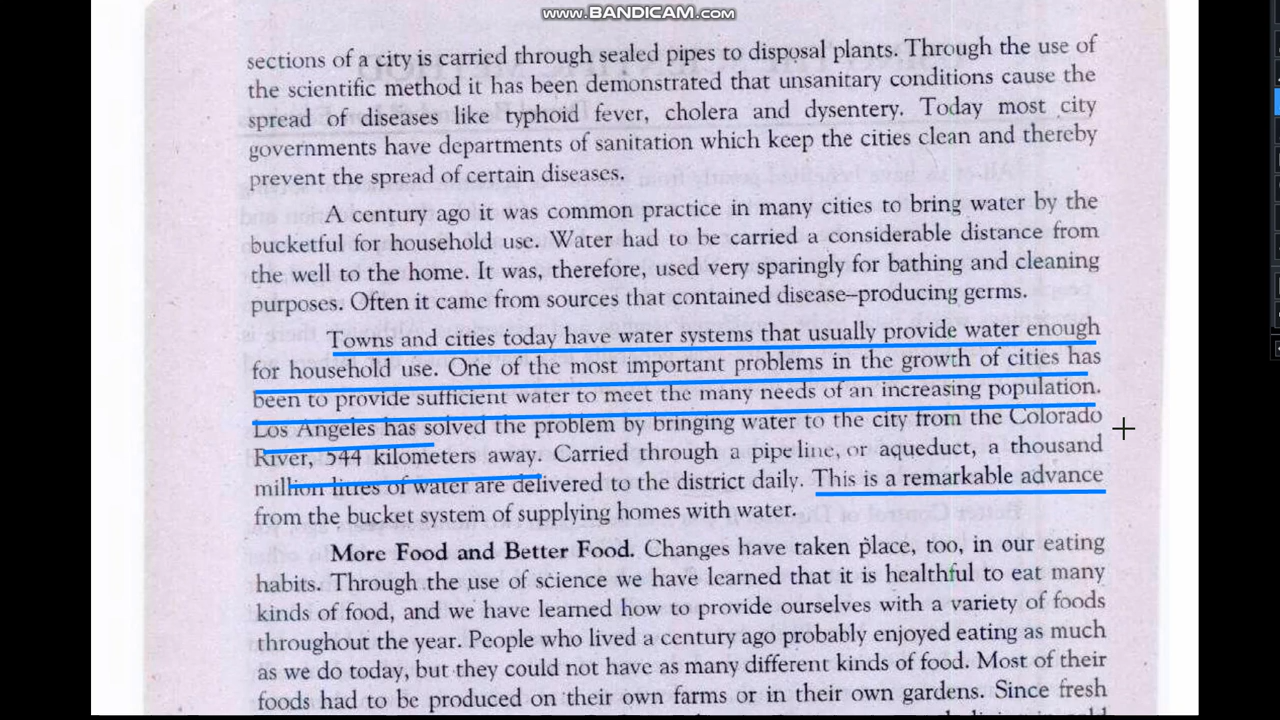 www.BANDICAM.com
sections of a city is carried through sealed pipes to disposal plants. Through the use of
the scientific method it has been demonstrated that unsanitary conditions cause the
spread of diseases like typhoid fever, cholera and dysentery. Today most city
governments have departments of sanitation which keep the cities clean and thereby
prevent the spread of certain diseases.
A century ago it was common practice in many cities to bring water by the
bucketful for household use. Water had to be carried a considerable distance from
the well to the home. It was, therefore, used very sparingly for bathing and cleaning
purposes. Often it came from sources that contained disease–producing germs.
Towns and cities today have water systems that usually provide water enough
for household use. One of the most important problems in the growth of cities has
been to provide sufficient water to meet the many needs of an increasing population.
Los Angeles has solved the problem by bringing water to the city from the Colorado
River, 544 kilometers away. Carried through a pipeline, or aqueduct, a thousand
million litres of water are delivered to the district daily. This is a remarkable advance
from the bucket system of supplying homes with water.
More Food and Better Food. Changes have taken place, too, in our eating
habits. Through the use of science we have learned that it is healthful to eat many
kinds of food, and we have learned how to provide ourselves with a variety of foods
throughout the year. People who lived a century ago probably enjoyed eating as much
as we do today, but they could not have as many different kinds of food. Most of their
foods had to be produced on their own farms or in their own gardens. Since fresh